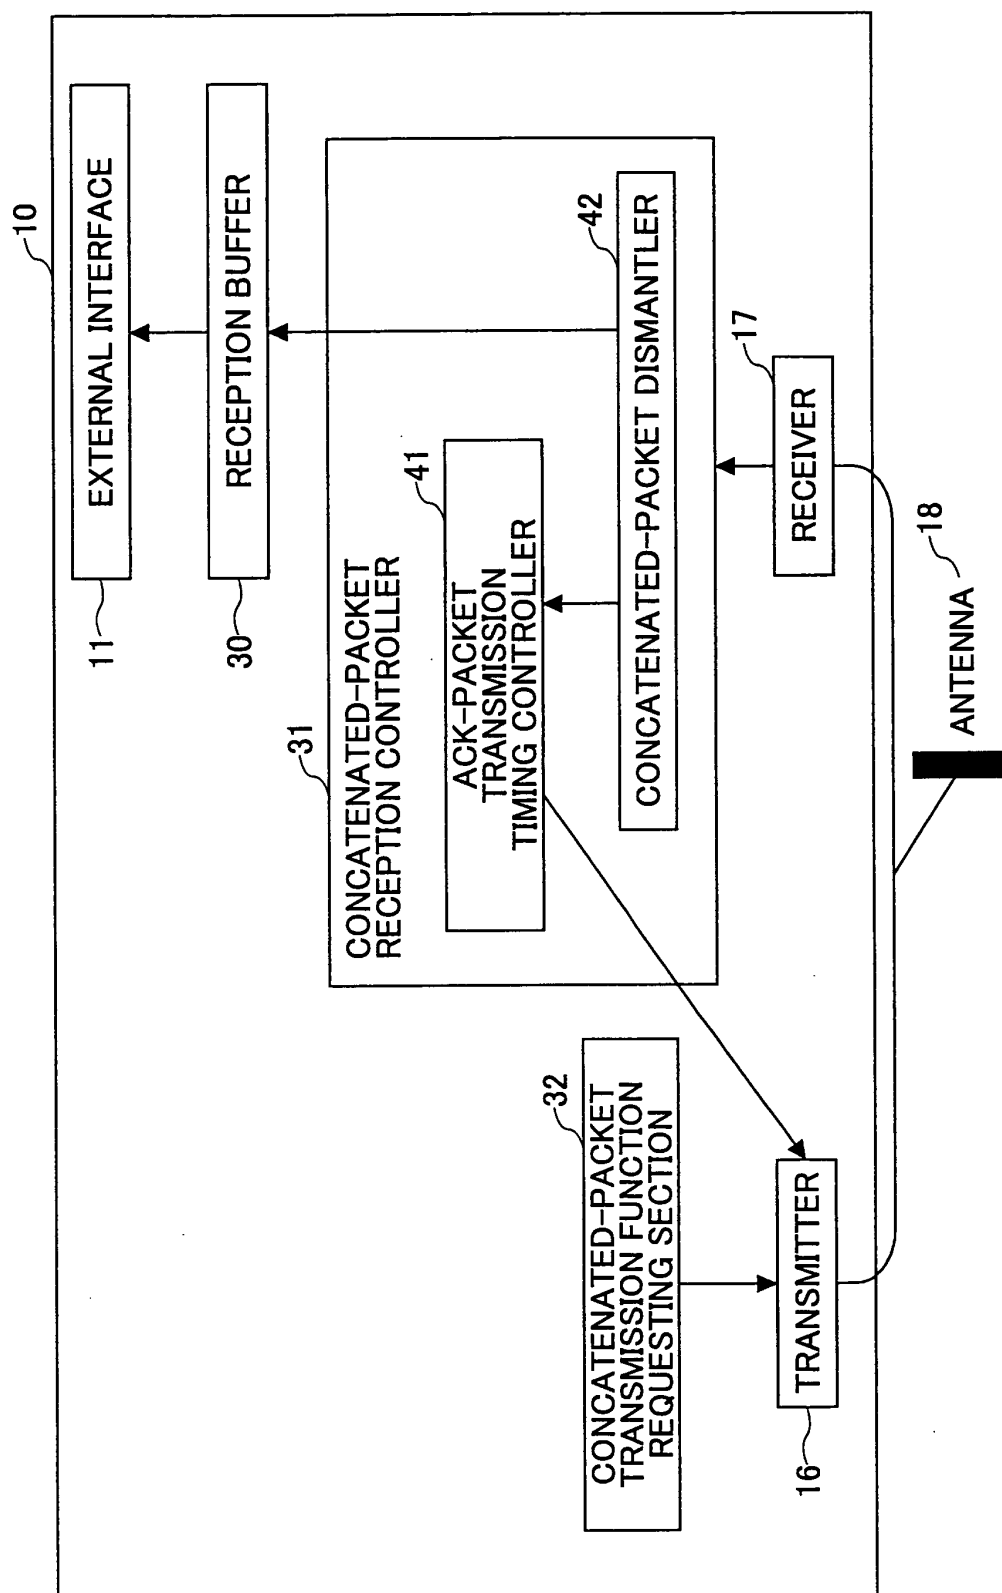 10
EXTERNAL INTERFACE
11
RECEPTION BUFFER
30
31
CONCATENATED-PACKET
RECEPTION CONTROLLER
41
ACK-PACKET
TRANSMISSION
TIMING CONTROLLER
42
CONCATENATED-PACKET DISMANTLER
32
CONCATENATED-PACKET
TRANSMISSION FUNCTION
REQUESTING SECTION
17
RECEIVER
TRANSMITTER
16
ANTENNA
18